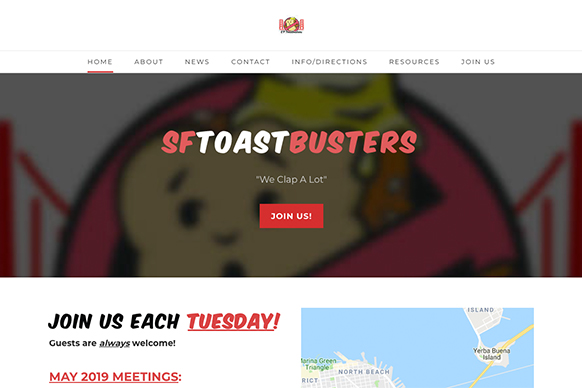 HOME ABOUT NEWS CONTACT INFO/DIRECTIONS RESOURCES JOIN US
SFTOASTBUSTERS
"We Clap A Lot"
JOIN US!
JOIN US EACH TUESDAY!
Guests are always welcome!
MAY 2019 MEETINGS:
ISLAND
Yerba Buena
Island
anna Green
Triangle
NORTH BEACH
RICT